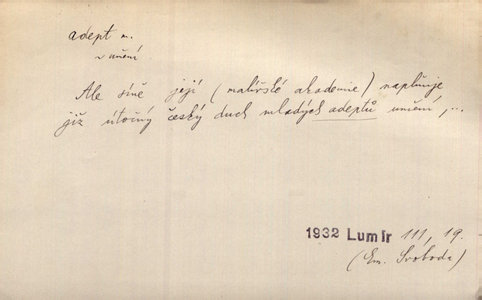 adept m.
~ umění
Ale síně její (malířské akademie) naplňuje
již útočný český duch mladých adeptů umění, ...
1932 Lumír 111, 19.
(Em. Svoboda)